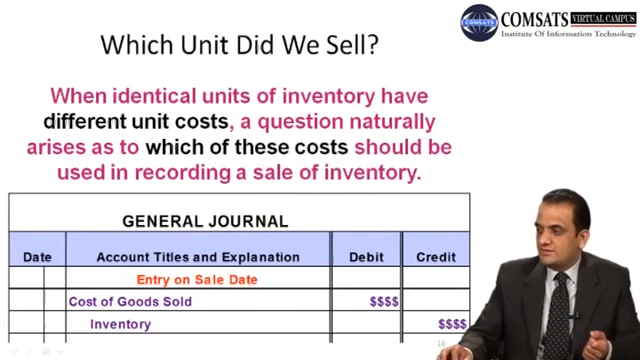 COMSATS VIRTUAL CAMPUS
Institute Of Information Technology
Which Unit Did We Sell?
When identical units of inventory have
different unit costs, a question naturally
arises as to which of these costs should be
used in recording a sale of inventory.
GENERAL JOURNAL
Date Account Titles and Explanation Debit Credit
Entry on Sale Date
Cost of Goods Sold $$$$
Inventory $$$$
10